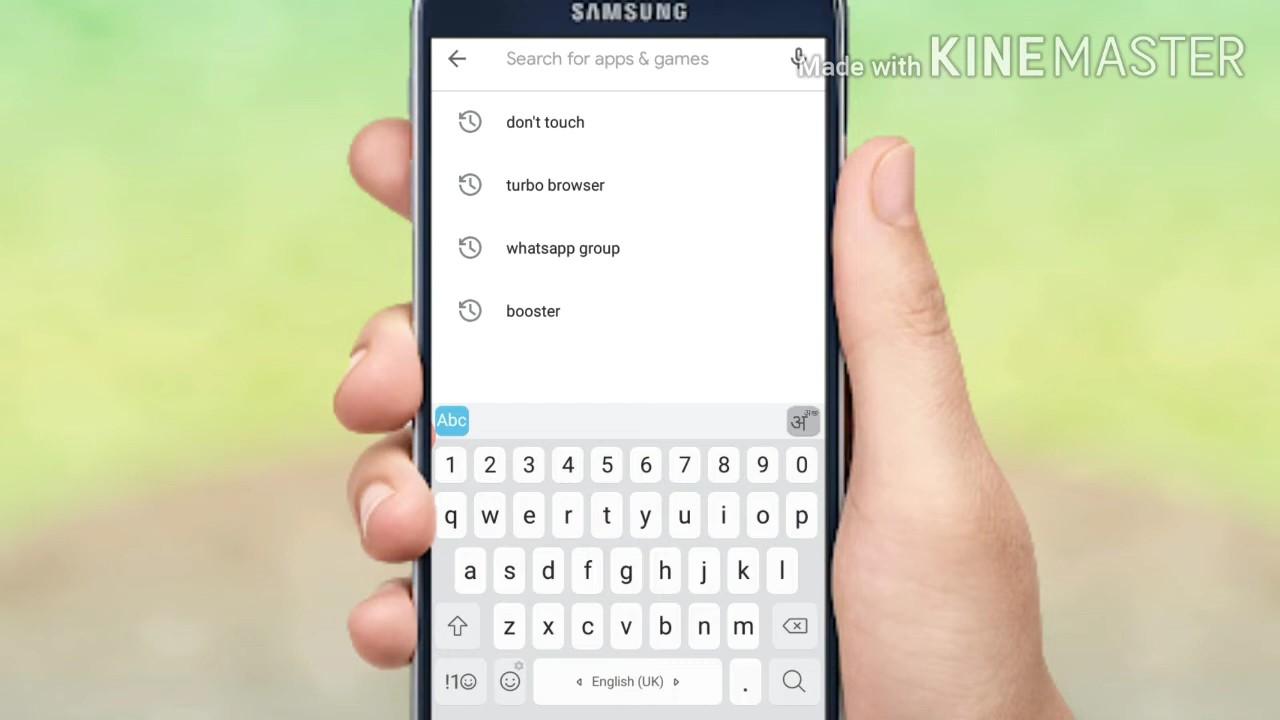 SAMSUNG
Search for apps & games
Made with KINEMASTER
don't touch
turbo browser
whatsapp group
booster
Abc
अ
1 2 3 4 5 6 7 8 9 0
q w e r t y u i o p
a s d f g h j k l
z x c v b n m
!1☺ English (UK) .